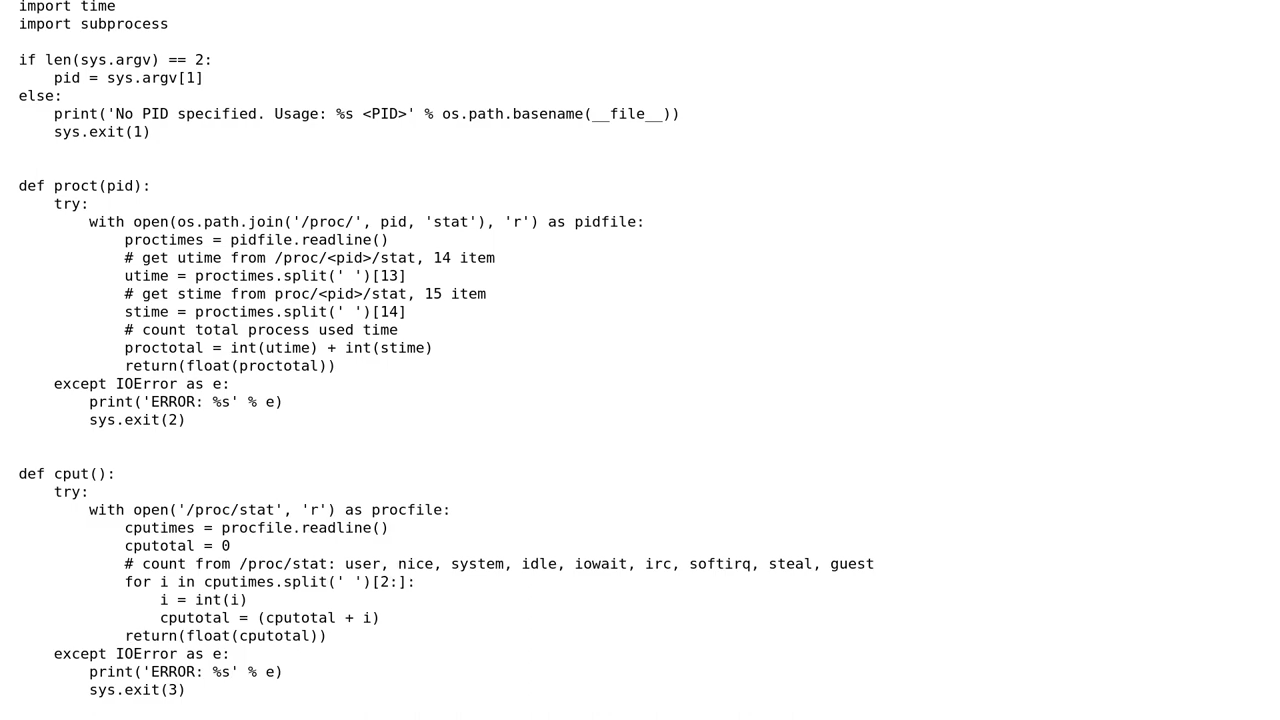 import time
import subprocess

if len(sys.argv) == 2:
    pid = sys.argv[1]
else:
    print('No PID specified. Usage: %s <PID>' % os.path.basename(__file__))
    sys.exit(1)


def proct(pid):
    try:
        with open(os.path.join('/proc/', pid, 'stat'), 'r') as pidfile:
            proctimes = pidfile.readline()
            # get utime from /proc/<pid>/stat, 14 item
            utime = proctimes.split(' ')[13]
            # get stime from proc/<pid>/stat, 15 item
            stime = proctimes.split(' ')[14]
            # count total process used time
            proctotal = int(utime) + int(stime)
            return(float(proctotal))
    except IOError as e:
        print('ERROR: %s' % e)
        sys.exit(2)


def cput():
    try:
        with open('/proc/stat', 'r') as procfile:
            cputimes = procfile.readline()
            cputotal = 0
            # count from /proc/stat: user, nice, system, idle, iowait, irc, softirq, steal, guest
            for i in cputimes.split(' ')[2:]:
                i = int(i)
                cputotal = (cputotal + i)
            return(float(cputotal))
    except IOError as e:
        print('ERROR: %s' % e)
        sys.exit(3)